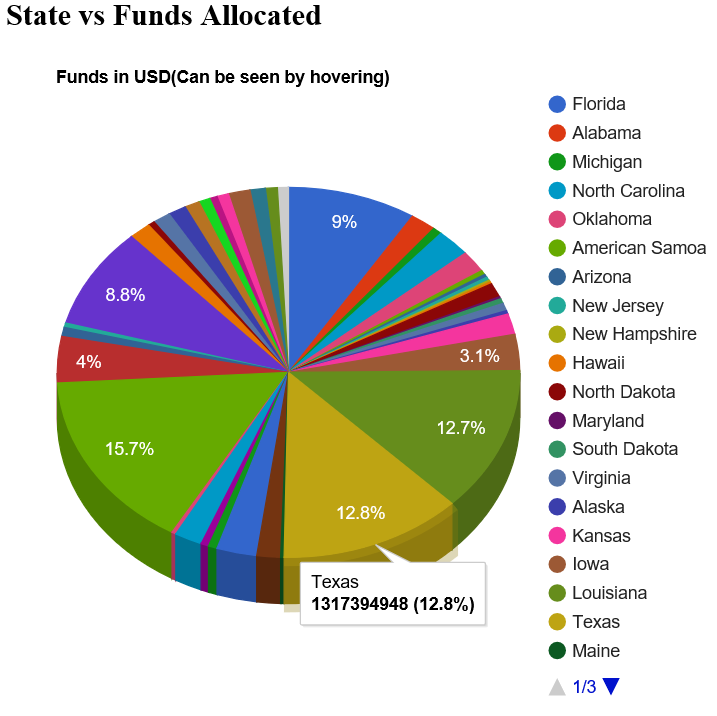 State vs Funds Allocated
Funds in USD(Can be seen by hovering)
Florida
Alabama
Michigan
North Carolina
Oklahoma
American Samoa
Arizona
New Jersey
New Hampshire
Hawaii
North Dakota
Maryland
South Dakota
Virginia
Alaska
Kansas
Iowa
Louisiana
Texas
Maine
1/3
9%
8.8%
4%
3.1%
12.7%
15.7%
12.8%
Texas
1317394948 (12.8%)